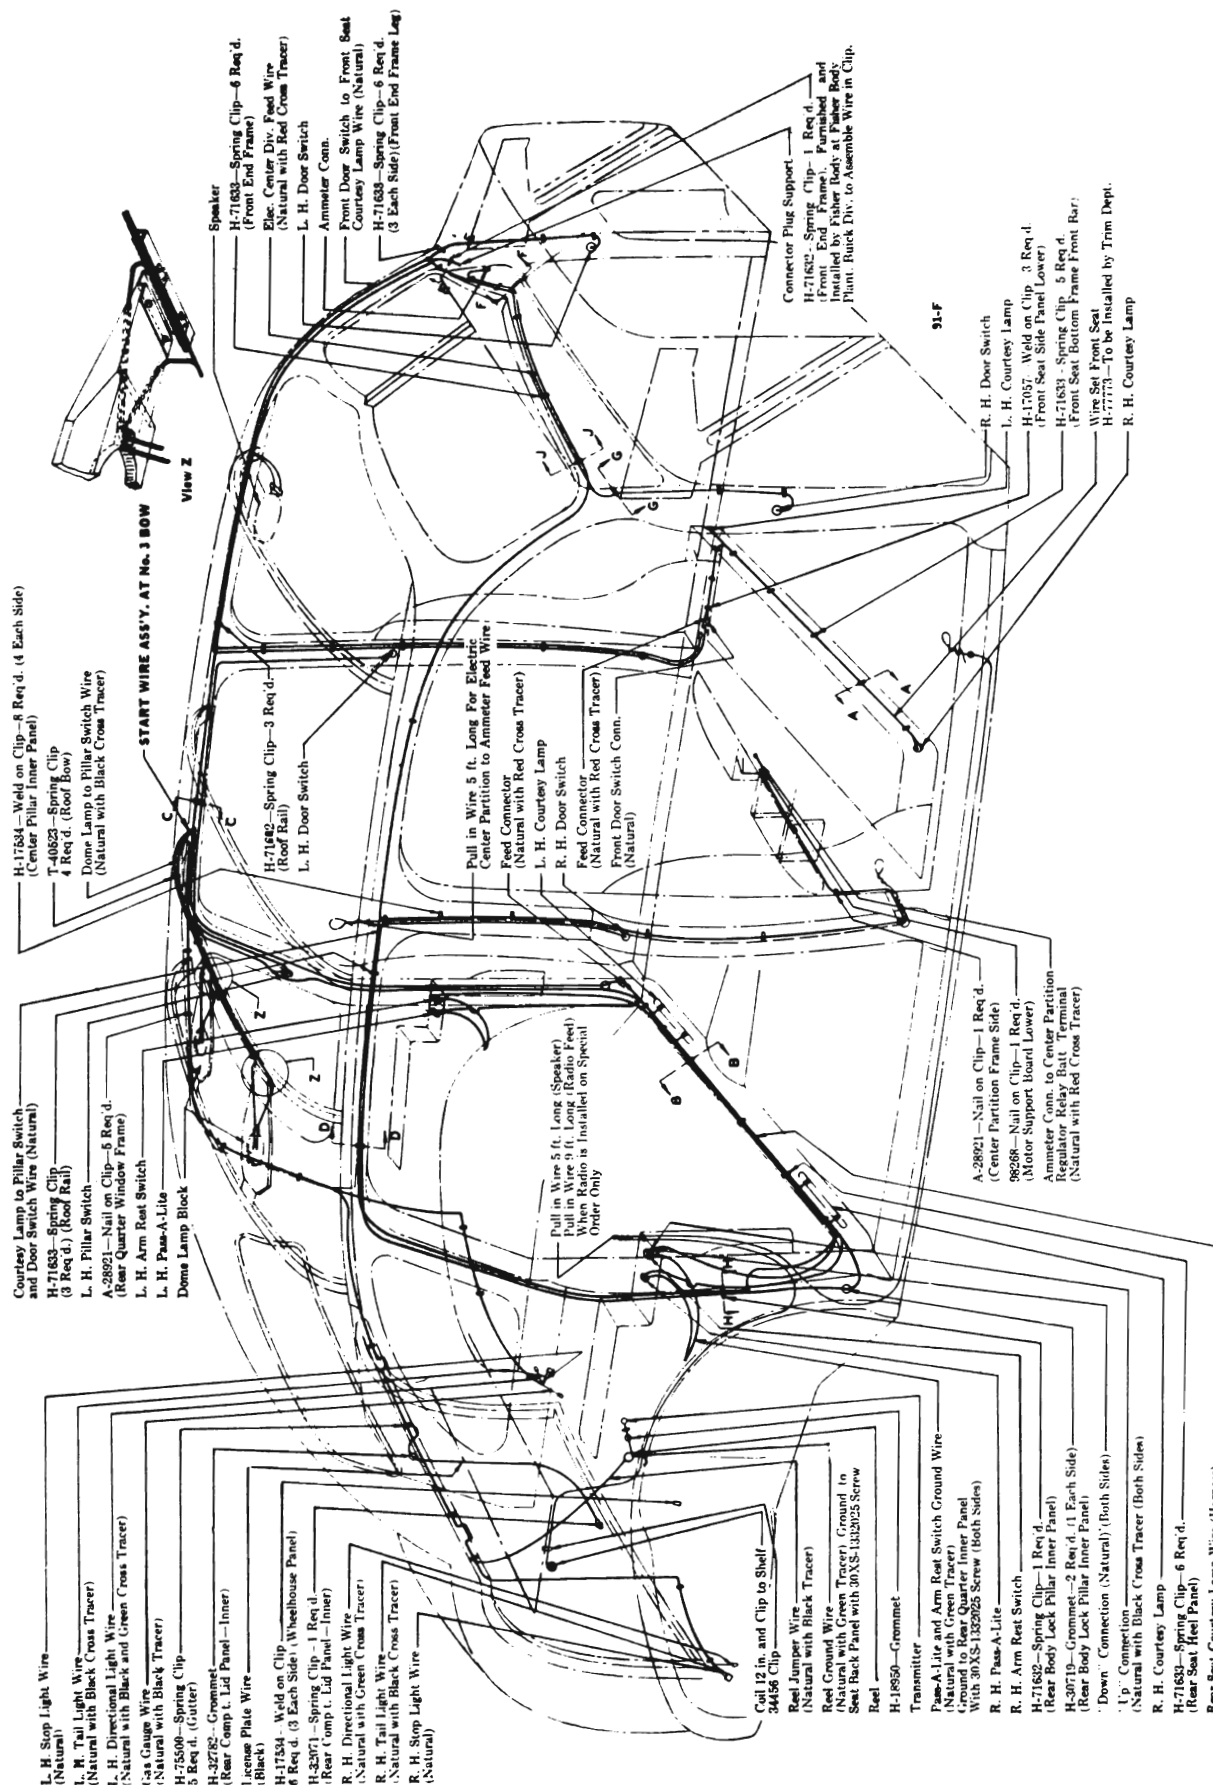 L. H. Stop Light Wire
(Natural)
L. H. Tail Light Wire
(Natural with Black Cross Tracer)
L. H. Directional Light Wire
(Natural with Black and Green Cross Tracer)
Gas Gauge Wire
(Natural with Black Tracer)
H-75500—Spring Clip
5 Req'd. (Gutter)
H-32782—Grommet
(Rear Comp't. Lid Panel—Inner)
License Plate Wire
(Black)
H-17534—Weld on Clip
6 Req'd. (3 Each Side) (Wheelhouse Panel)
H-32071—Spring Clip—1 Req'd.
(Rear Comp't. Lid Panel—Inner)
R. H. Directional Light Wire
(Natural with Green Cross Tracer)
R. H. Tail Light Wire
(Natural with Black Cross Tracer)
R. H. Stop Light Wire
(Natural)
Courtesy Lamp to Pillar Switch
and Door Switch Wire (Natural)
H-71633—Spring Clip
(3 Req'd.) (Roof Rail)
L. H. Pillar Switch
A-28921—Nail on Clip—5 Req'd.
(Rear Quarter Window Frame)
L. H. Arm Rest Switch
L. H. Pass-A-Lite
Dome Lamp Block
H-17534—Weld on Clip—8 Req'd. (4 Each Side)
(Center Pillar Inner Panel)
T-40523—Spring Clip
4 Req'd. (Roof Bow)
Dome Lamp to Pillar Switch Wire
(Natural with Black Cross Tracer)
START WIRE ASS'Y. AT No. 3 BOW
View Z
Speaker
H-71633—Spring Clip—6 Req'd.
(Front End Frame)
Elec. Center Div. Feed Wire
(Natural with Red Cross Tracer)
L. H. Door Switch
Ammeter Conn.
Front Door Switch to Front Seat
Courtesy Lamp Wire (Natural)
H-71633—Spring Clip—6 Req'd.
(3 Each Side) (Front End Frame Leg)
H-71602—Spring Clip—3 Req'd.
(Roof Rail)
L. H. Door Switch
Pull in Wire 5 ft. Long For Electric
Center Partition to Ammeter Feed Wire
Feed Connector
(Natural with Red Cross Tracer)
L. H. Courtesy Lamp
R. H. Door Switch
Feed Connector
(Natural with Red Cross Tracer)
Front Door Switch Conn.
(Natural)
Pull in Wire 5 ft. Long (Speaker)
Pull in Wire 9 ft. Long (Radio Feed)
When Radio is Installed on Special
Order Only
Connector Plug Support
H-71632—Spring Clip—1 Req'd.
(Front End Frame). Furnished and
Installed by Fisher Body at Fisher Body
Plant. Buick Div. to Assemble Wire in Clip.
91-F
R. H. Door Switch
L. H. Courtesy Lamp
H-17057—Weld on Clip 3 Req'd.
(Front Seat Side Panel Lower)
H-71633—Spring Clip 5 Req'd.
(Front Seat Bottom Frame Front Bar)
Wire Set Front Seat
H-77773—To be Installed by Trim Dept.
R. H. Courtesy Lamp
A-28921—Nail on Clip—1 Req'd.
(Center Partition Frame Side)
98268—Nail on Clip—1 Req'd.
(Motor Support Board Lower)
Ammeter Conn. to Center Partition
Regulator Relay Batt Terminal
(Natural with Red Cross Tracer)
Coil 12 in. and Clip to Shelf
34456 Clip
Reel Jumper Wire
(Natural with Black Tracer)
Reel Ground Wire
(Natural with Green Tracer) Ground to
Seat Back Panel with 30XS-1332025 Screw
Reel
H-18950—Grommet
Transmitter
Pass-A-Lite and Arm Rest Switch Ground Wire
(Natural with Green Tracer)
Ground to Rear Quarter Inner Panel
With 30XS-1332025 Screw (Both Sides)
R. H. Pass-A-Lite
R. H. Arm Rest Switch
H-71632—Spring Clip—1 Req'd.
(Rear Body Lock Pillar Inner Panel)
H-30719—Grommet—2 Req'd. (1 Each Side)
(Rear Body Lock Pillar Inner Panel)
"Down" Connection (Natural) (Both Sides)
"Up" Connection
(Natural with Black Cross Tracer (Both Sides)
R. H. Courtesy Lamp
H-71633—Spring Clip—6 Req'd.
(Rear Seat Heel Panel)
C
C
Z
Z
D
D
J
J
G
G
F
F
A
A
B
B
H
H